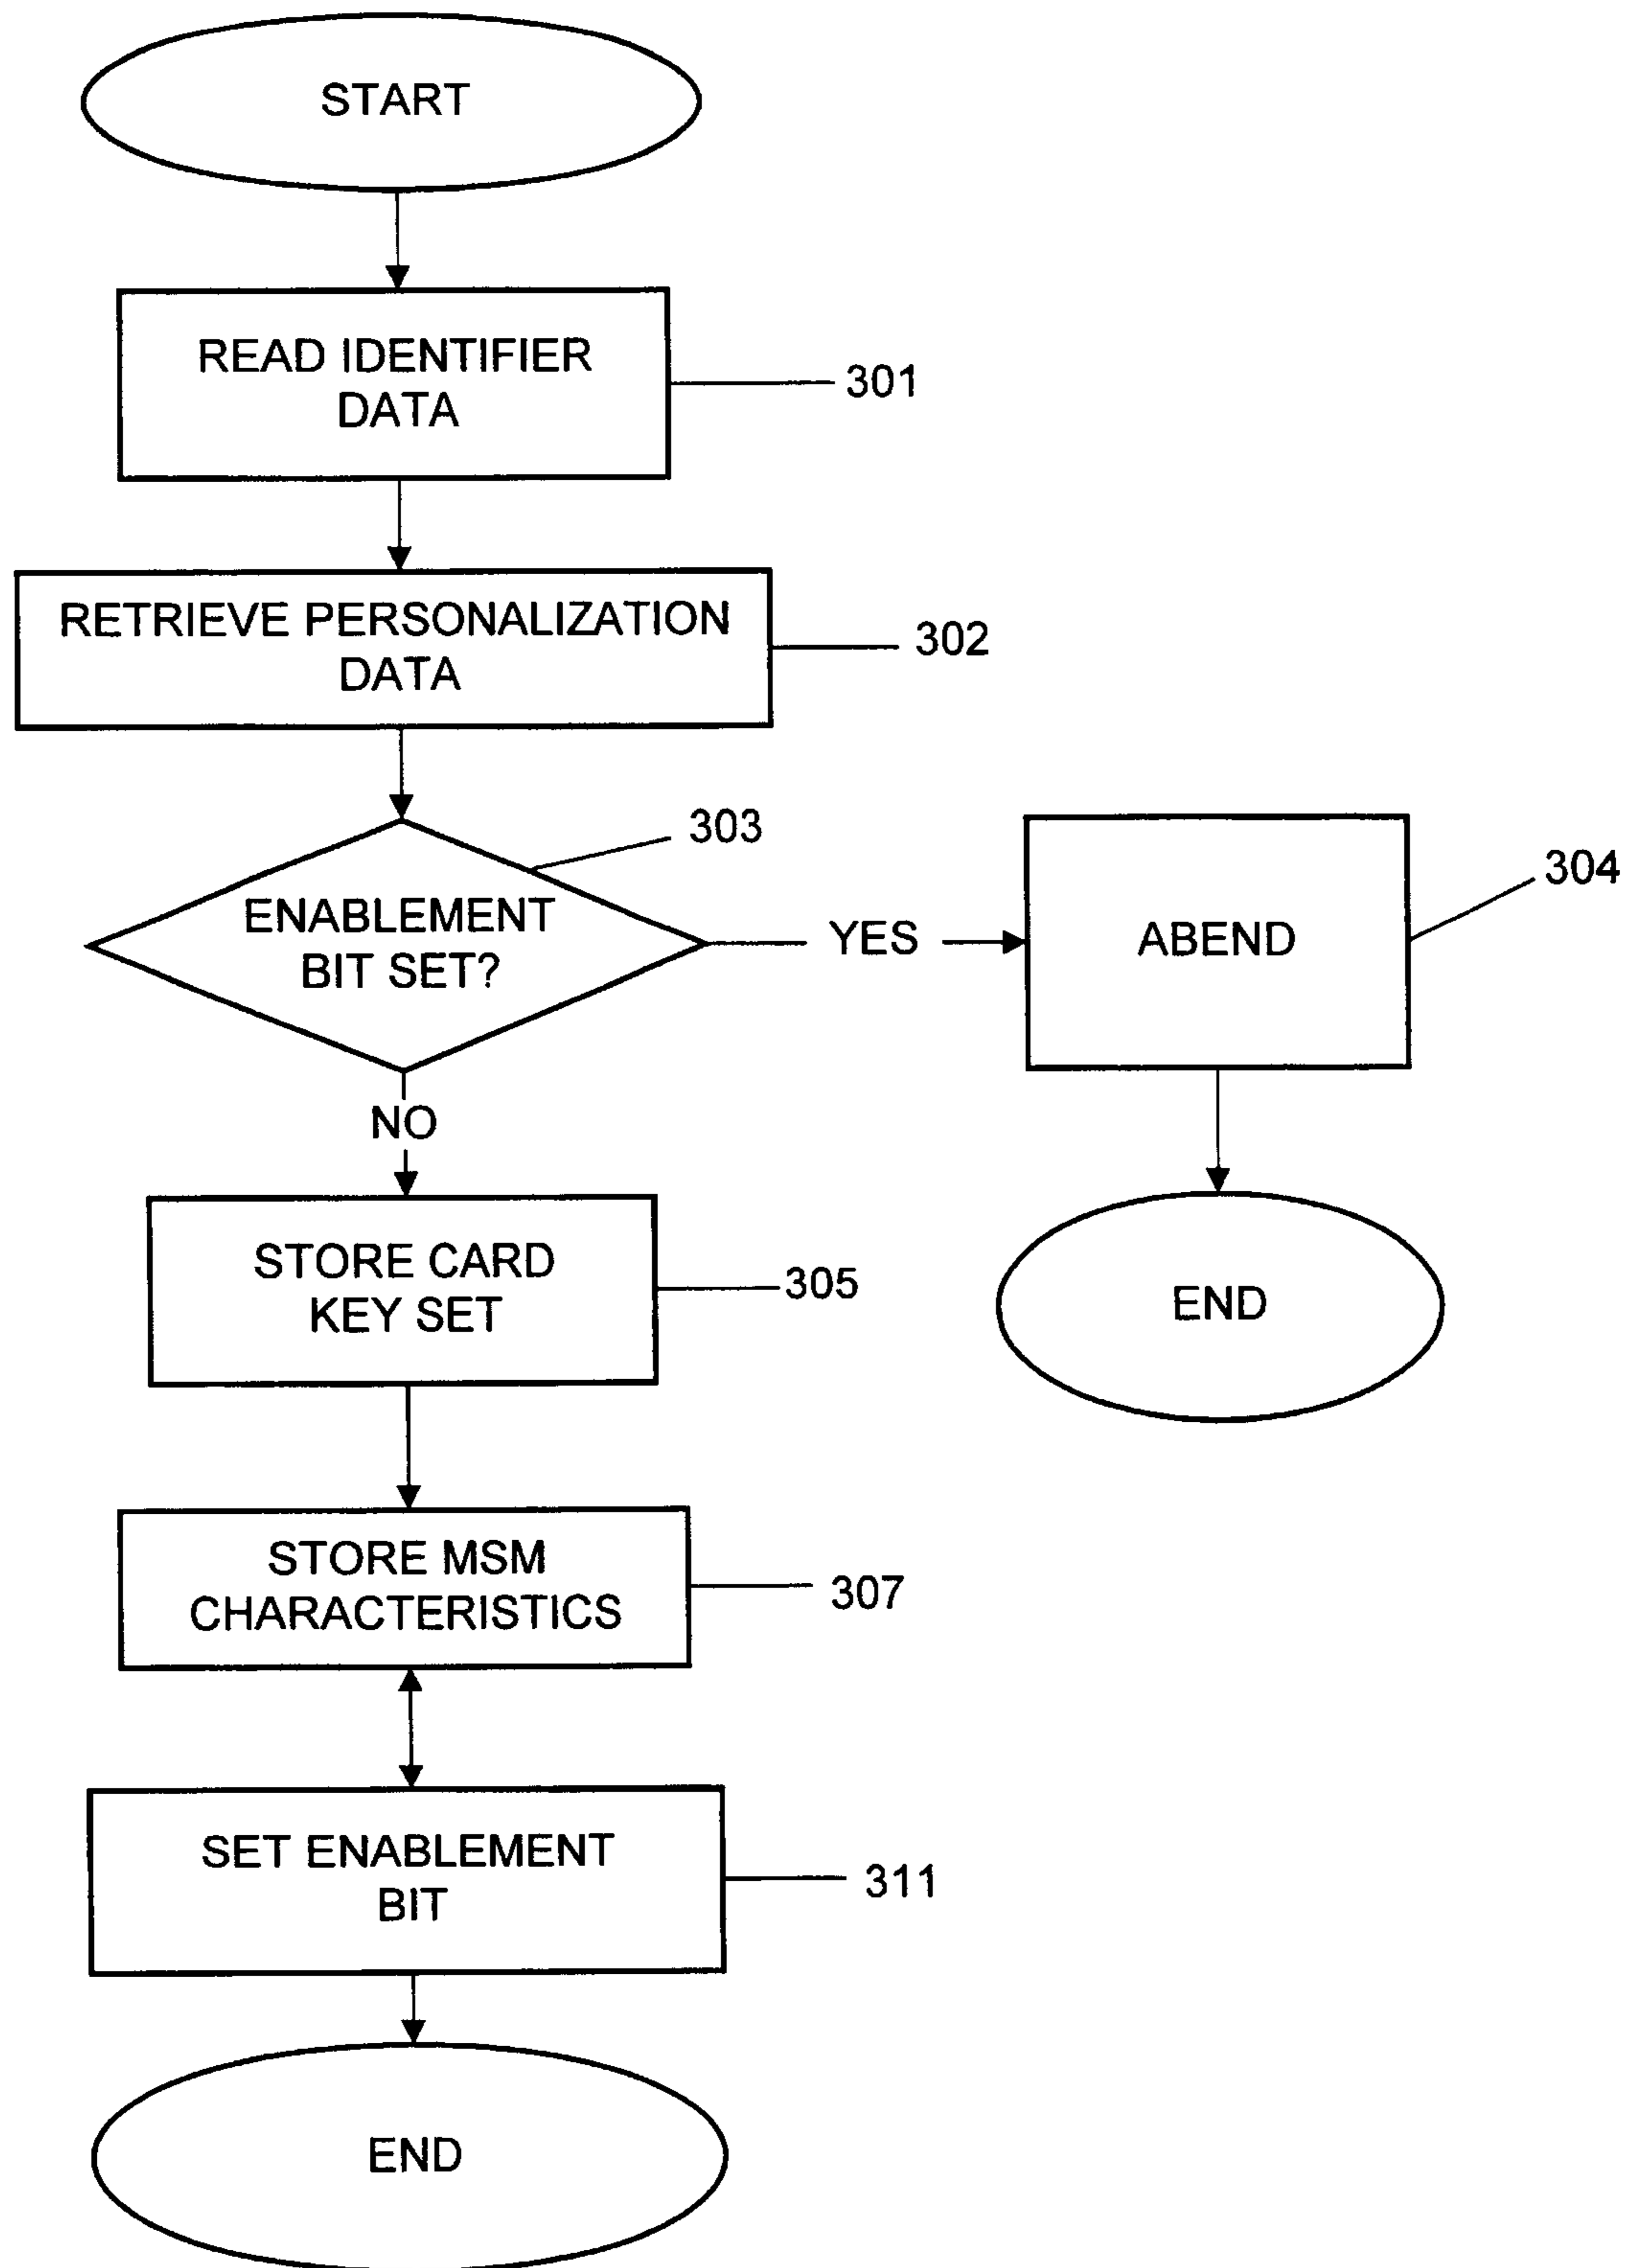 START
READ IDENTIFIER
DATA
301
RETRIEVE PERSONALIZATION
DATA
302
303
ENABLEMENT
BIT SET?
YES
ABEND
304
NO
END
STORE CARD
KEY SET
305
STORE MSM
CHARACTERISTICS
307
SET ENABLEMENT
BIT
311
END